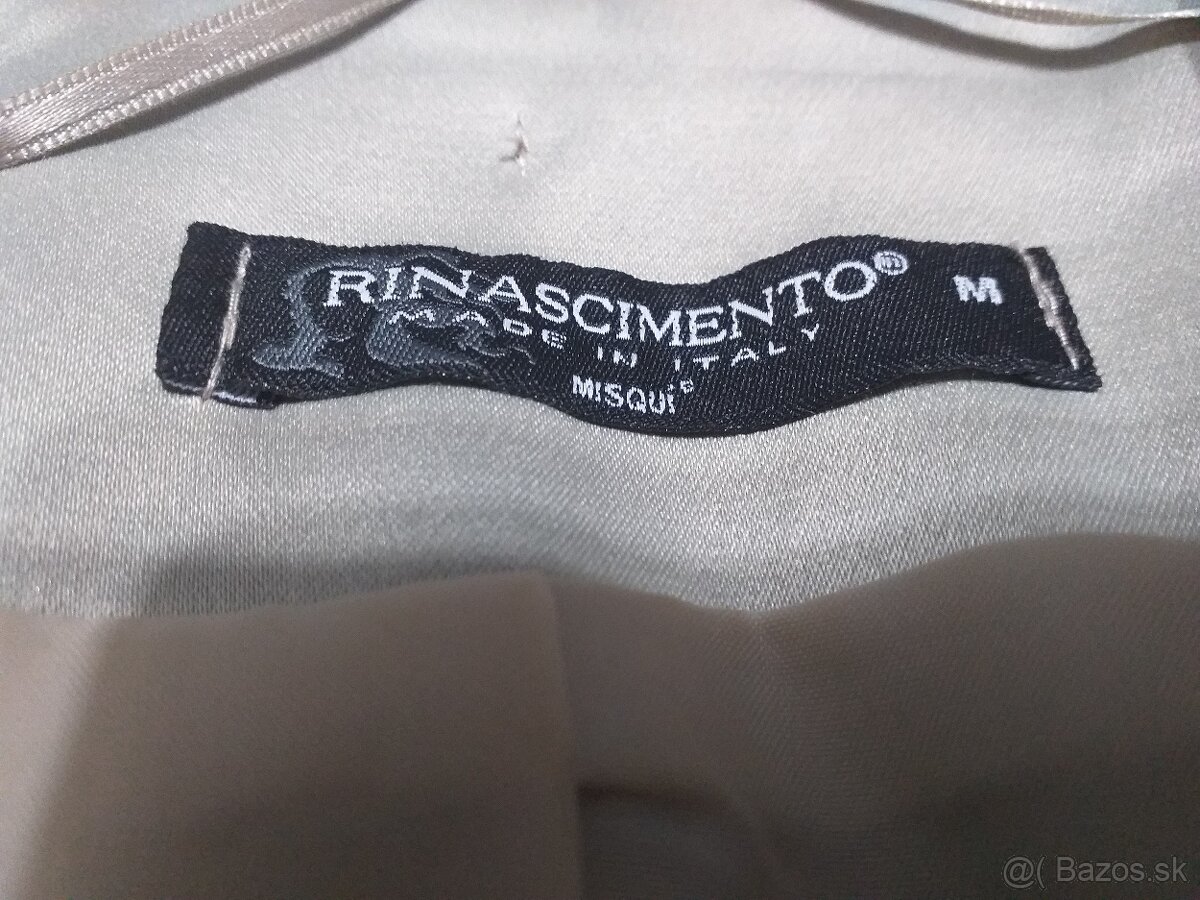 RINASCIMENTO® M
MADE IN ITALY
MISQUI®
@( Bazos.sk